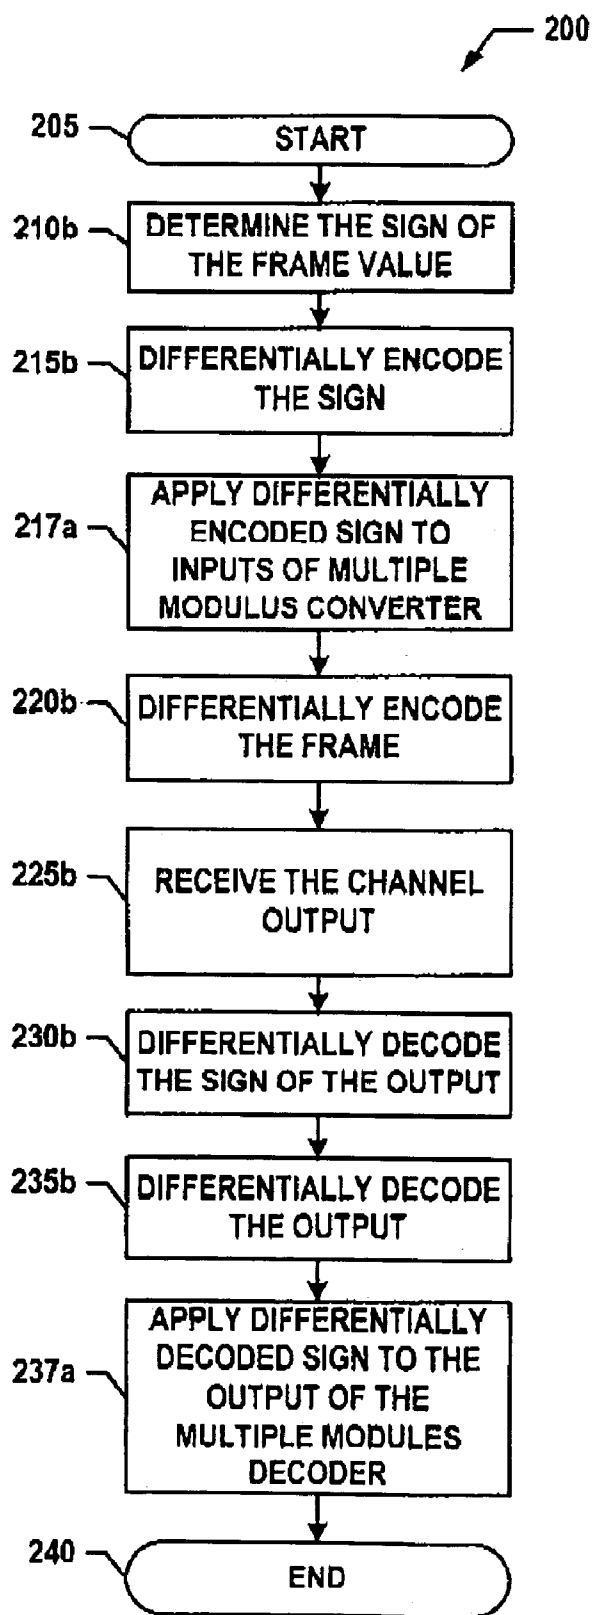 200
205
START
210b
DETERMINE THE SIGN OF
THE FRAME VALUE
215b
DIFFERENTIALLY ENCODE
THE SIGN
217a
APPLY DIFFERENTIALLY
ENCODED SIGN TO
INPUTS OF MULTIPLE
MODULUS CONVERTER
220b
DIFFERENTIALLY ENCODE
THE FRAME
225b
RECEIVE THE CHANNEL
OUTPUT
230b
DIFFERENTIALLY DECODE
THE SIGN OF THE OUTPUT
235b
DIFFERENTIALLY DECODE
THE OUTPUT
237a
APPLY DIFFERENTIALLY
DECODED SIGN TO THE
OUTPUT OF THE
MULTIPLE MODULES
DECODER
240
END